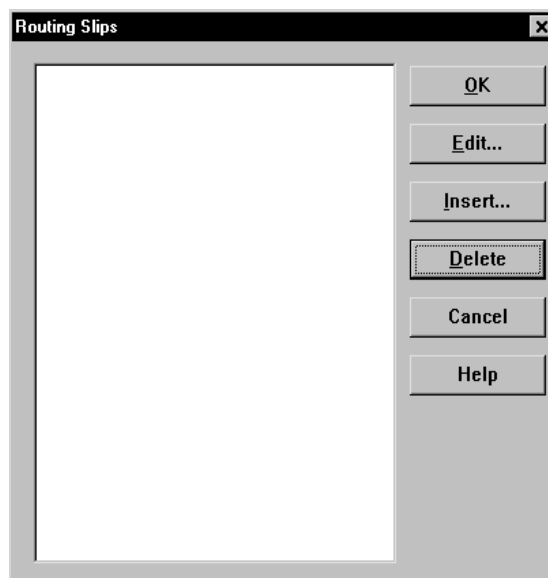 Routing Slips
OK
Edit...
Insert...
Delete
Cancel
Help